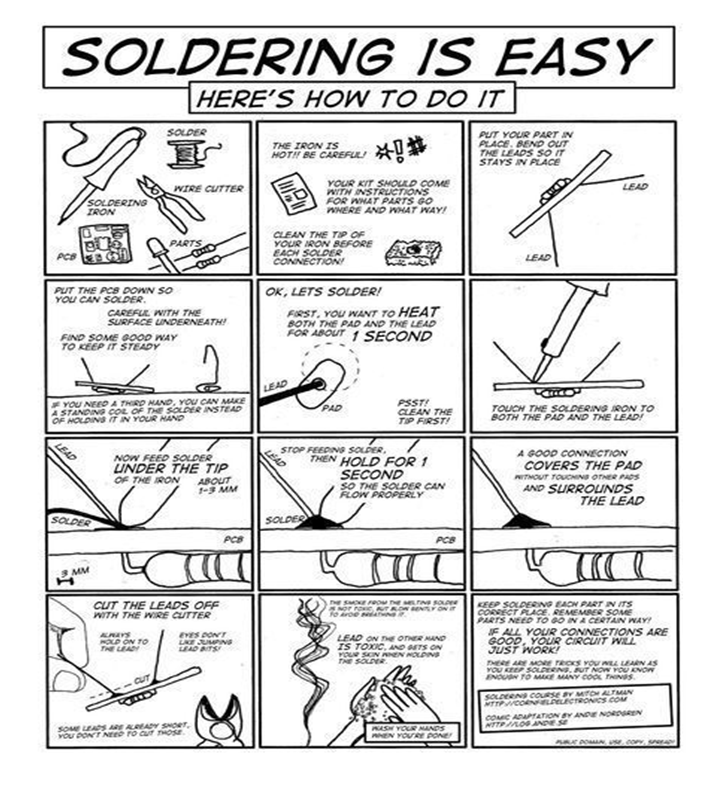 SOLDERING IS EASY
HERE'S HOW TO DO IT
SOLDER
WIRE CUTTER
SOLDERING
IRON
PCB
PARTS
THE IRON IS
HOT!! BE CAREFUL!
YOUR KIT SHOULD COME
WITH INSTRUCTIONS
FOR WHAT PARTS GO
WHERE AND WHAT WAY!
CLEAN THE TIP OF
YOUR IRON BEFORE
EACH SOLDER
CONNECTION!
PUT YOUR PART IN
PLACE. BEND OUT
THE LEADS SO IT
STAYS IN PLACE
LEAD
LEAD
PUT THE PCB DOWN SO
YOU CAN SOLDER.
CAREFUL WITH THE
SURFACE UNDERNEATH!
FIND SOME GOOD WAY
TO KEEP IT STEADY
IF YOU NEED A THIRD HAND, YOU CAN MAKE
A STANDING COIL OF THE SOLDER INSTEAD
OF HOLDING IT IN YOUR HAND
OK, LETS SOLDER!
FIRST, YOU WANT TO HEAT
BOTH THE PAD AND THE LEAD
FOR ABOUT 1 SECOND
LEAD
PAD
PSST!
CLEAN THE
TIP FIRST!
TOUCH THE SOLDERING IRON TO
BOTH THE PAD AND THE LEAD!
LEAD
NOW FEED SOLDER
UNDER THE TIP
OF THE IRON ABOUT
1-3 MM
SOLDER
PCB
3 MM
STOP FEEDING SOLDER,
LEAD
THEN HOLD FOR 1
SECOND
SO THE SOLDER CAN
FLOW PROPERLY
SOLDER
PCB
A GOOD CONNECTION
COVERS THE PAD
WITHOUT TOUCHING OTHER PADS
AND SURROUNDS
THE LEAD
CUT THE LEADS OFF
WITH THE WIRE CUTTER
ALWAYS
HOLD ON TO
THE LEAD!
EYES DON'T
LIKE JUMPING
LEAD BITS!
CUT
SOME LEADS ARE ALREADY SHORT,
YOU DON'T NEED TO CUT THOSE.
THE SMOKE FROM THE MELTING SOLDER
IS NOT TOXIC, BUT BLOW GENTLY ON IT
TO AVOID BREATHING IT.
LEAD ON THE OTHER HAND
IS TOXIC, AND GETS ON
YOUR SKIN WHEN HOLDING
THE SOLDER.
WASH YOUR HANDS
WHEN YOU'RE DONE!
KEEP SOLDERING EACH PART IN ITS
CORRECT PLACE. REMEMBER SOME
PARTS NEED TO GO IN A CERTAIN WAY!
IF ALL YOUR CONNECTIONS ARE
GOOD, YOUR CIRCUIT WILL
JUST WORK!
THERE ARE MORE TRICKS YOU WILL LEARN AS
YOU KEEP SOLDERING, BUT NOW YOU KNOW
ENOUGH TO MAKE MANY COOL THINGS.
SOLDERING COURSE BY MITCH ALTMAN
HTTP://CORNFIELDELECTRONICS.COM
COMIC ADAPTATION BY ANDIE NORDGREN
HTTP://LOG.ANDIE.SE
PUBLIC DOMAIN, USE, COPY, SPREAD!